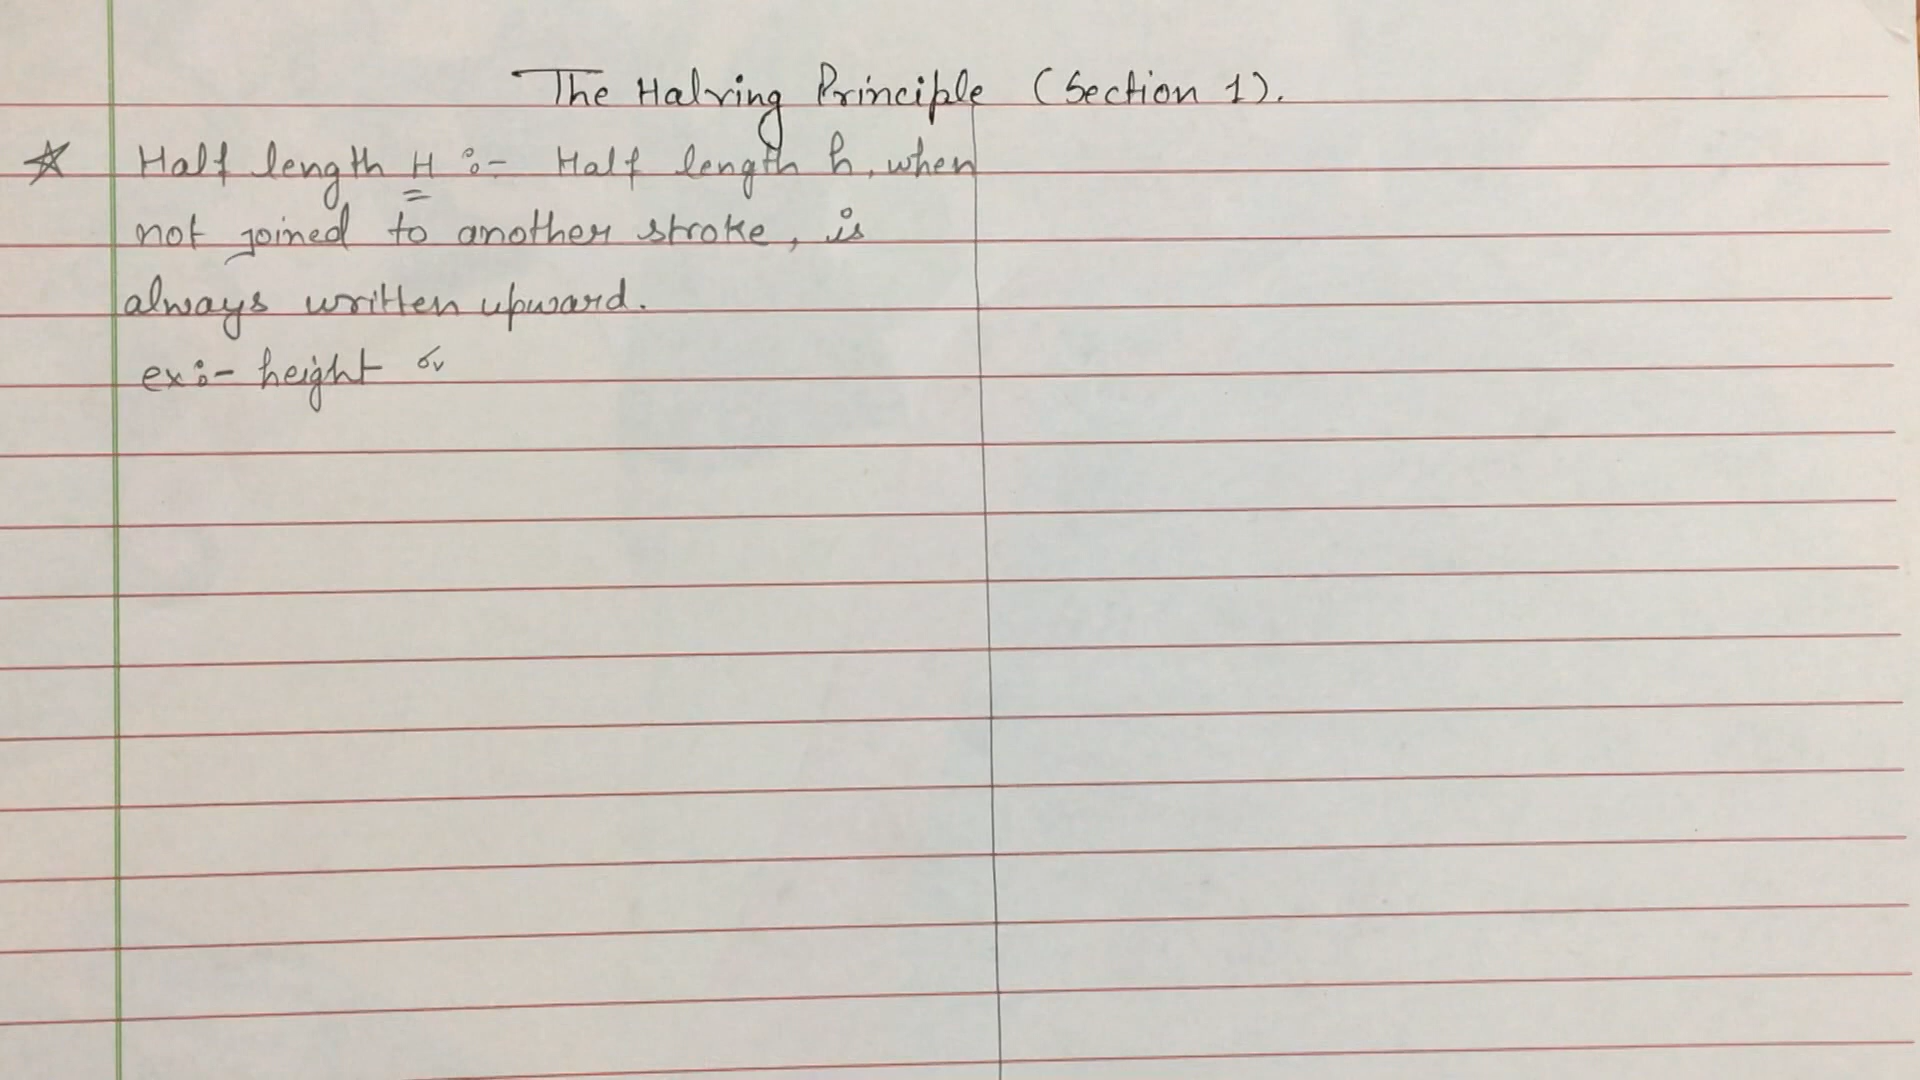 The Halving Principle (Section 1).
☆ Half length H :- Half length h, when
not joined to another stroke, is
always written upward.
ex:- height